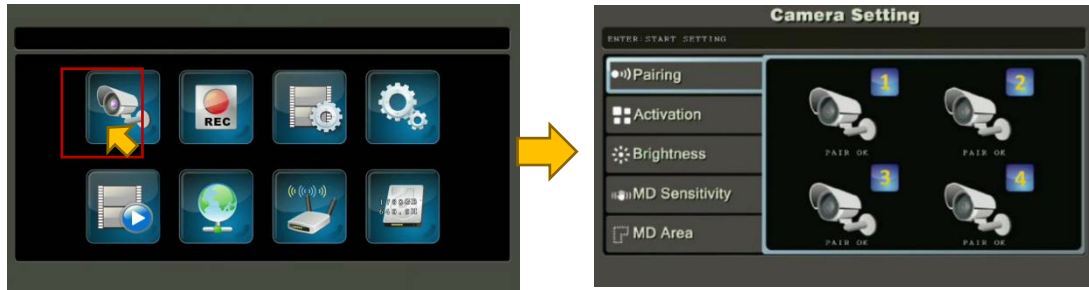 REC
Camera Setting
ENTER:START SETTING
Pairing
Activation
Brightness
MD Sensitivity
MD Area
1
2
PAIR OK
PAIR OK
3
4
PAIR OK
PAIR OK